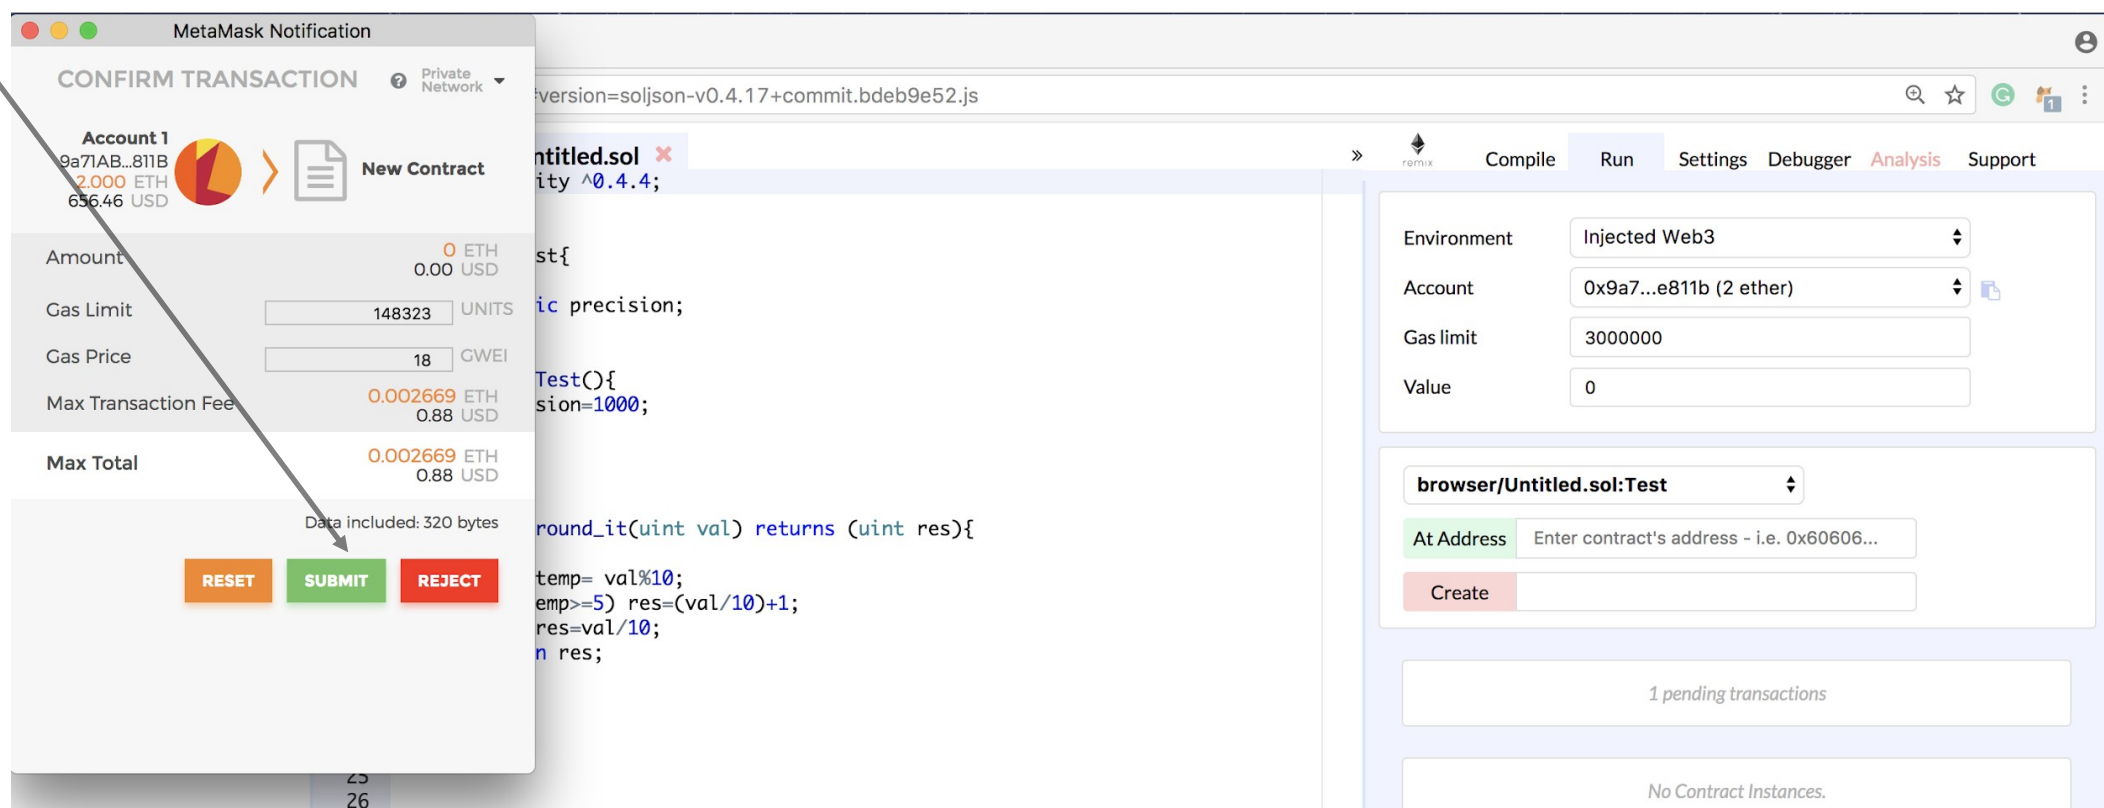 MetaMask Notification
CONFIRM TRANSACTION ? Private Network
Account 1
9a71AB...811B
2.000 ETH
656.46 USD
New Contract
Amount 0 ETH
0.00 USD
Gas Limit 148323 UNITS
Gas Price 18 GWEI
Max Transaction Fee 0.002669 ETH
0.88 USD
Max Total 0.002669 ETH
0.88 USD
Data included: 320 bytes
RESET SUBMIT REJECT
version=soljson-v0.4.17+commit.bdeb9e52.js
1
ntitled.sol ✖
ity ^0.4.4;
st{
ic precision;
Test(){
sion=1000;
round_it(uint val) returns (uint res){
temp= val%10;
emp>=5) res=(val/10)+1;
res=val/10;
n res;
25
26
» remix Compile Run Settings Debugger Analysis Support
Environment Injected Web3
Account 0x9a7...e811b (2 ether)
Gas limit 3000000
Value 0
browser/Untitled.sol:Test
At Address Enter contract's address - i.e. 0x60606...
Create
1 pending transactions
No Contract Instances.